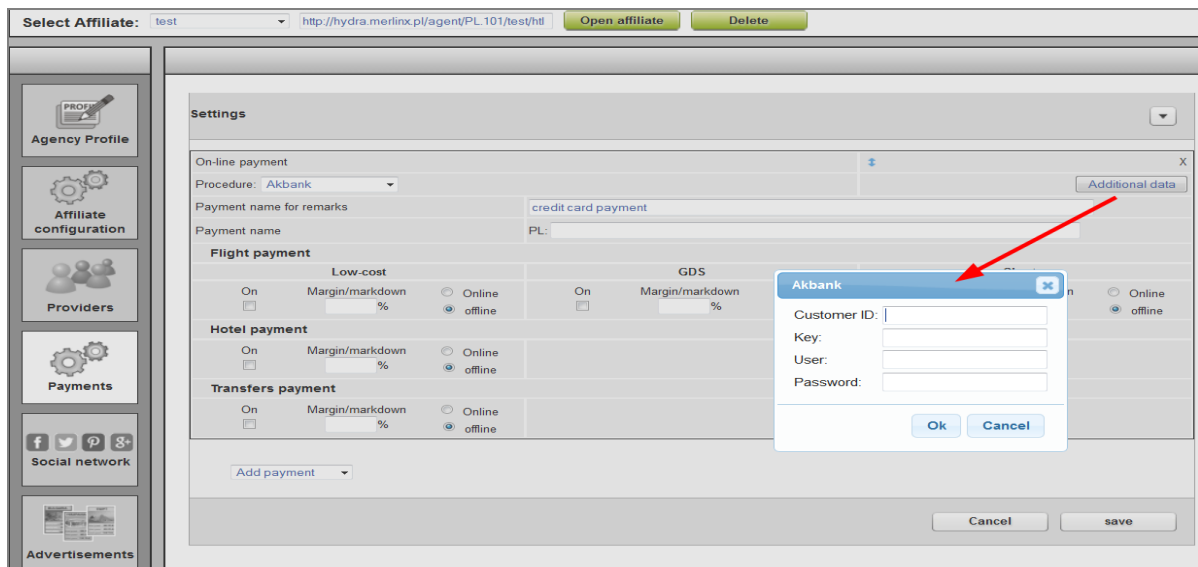 Select Affiliate: test http://hydra.merlinx.pl/agent/PL.101/test/htl Open affiliate Delete
PROFI
Agency Profile
Affiliate
configuration
Providers
Payments
Social network
Advertisements
Settings
On-line payment X
Procedure: Akbank Additional data
Payment name for remarks credit card payment
Payment name PL:
Flight payment
Low-cost GDS
On Margin/markdown Online On Margin/markdown Online
% offline % offline
Hotel payment
On Margin/markdown Online
% offline
Transfers payment
On Margin/markdown Online
% offline
Akbank
Customer ID:
Key:
User:
Password:
Ok Cancel
Add payment
Cancel save